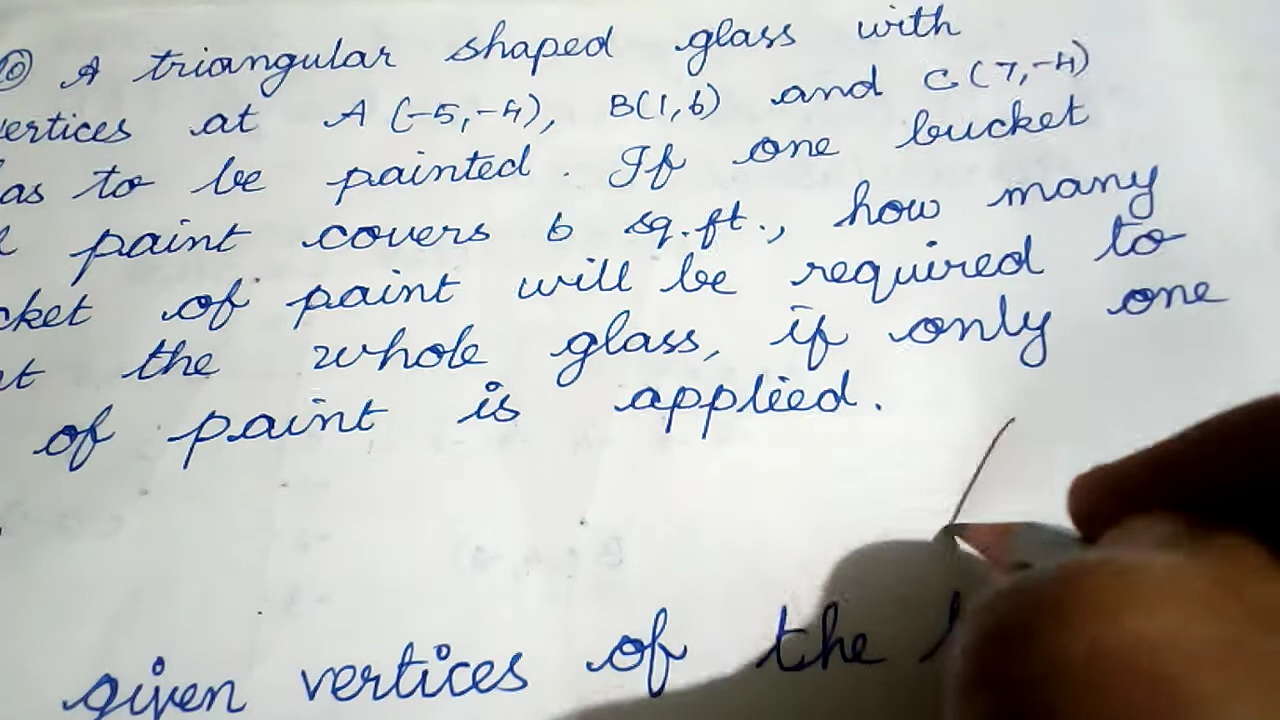 ⑩ A triangular shaped glass with
vertices at A (-5,-4), B(1,6) and C(7,-4)
as to be painted. If one bucket
paint covers 6 sq.ft., how many
cket of paint will be required to
the whole glass, if only one
of paint is applied.
given vertices of the